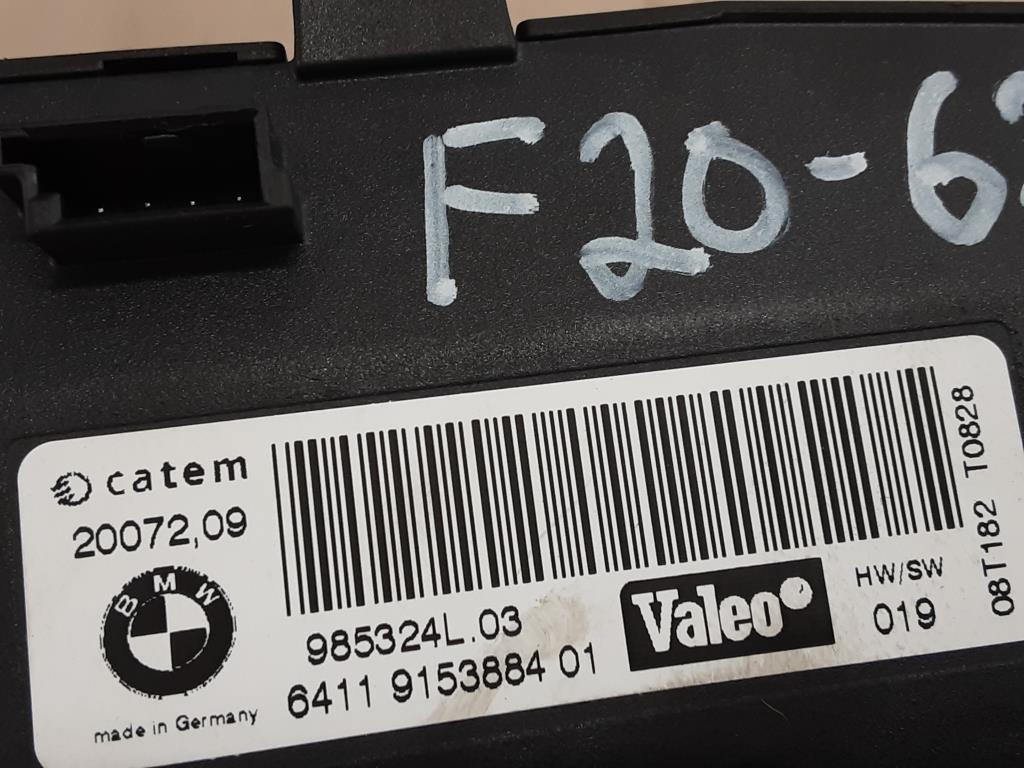 F20-6
catem
20072,09
BMW
made in Germany
985324L.03
6411 9153884 01
Valeo
HW/SW
019
08T182 T0828